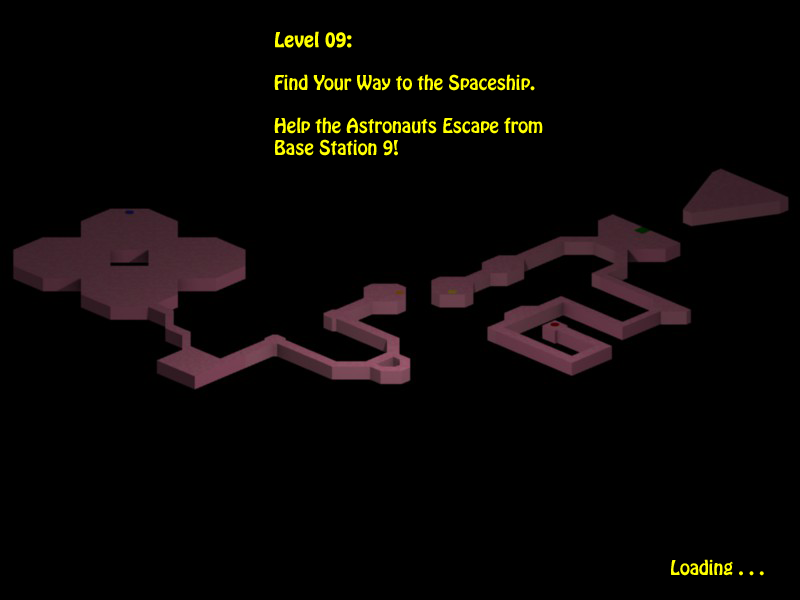 Level 09:
Find Your Way to the Spaceship.
Help the Astronauts Escape from
Base Station 9!
Loading . . .